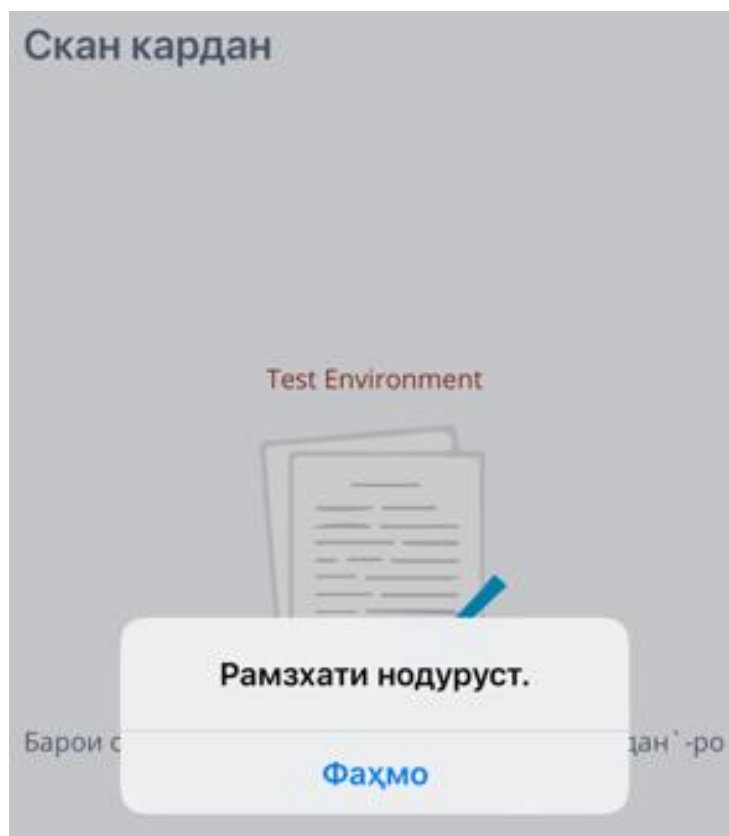 Скан кардан
Test Environment
Рамзхати нодуруст.
Барои
дан`-ро
Фаҳмо